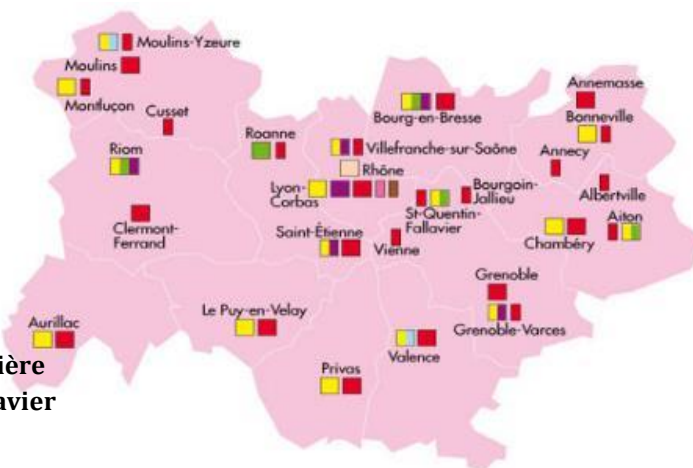 Moulins-Yzeure
Moulins
Montluçon
Cusset
Riom
Clermont-
Ferrand
Roanne
Bourg-en-Bresse
Villefranche-sur-Saône
Rhône
Lyon-
Corbas
Bourgoin-
Jallieu
St-Quentin-
Fallavier
Saint-Étienne
Vienne
Annemasse
Bonneville
Annecy
Albertville
Aiton
Chambéry
Grenoble
Grenoble-Varces
Aurillac
Le Puy-en-Velay
Valence
Privas
ière
avier